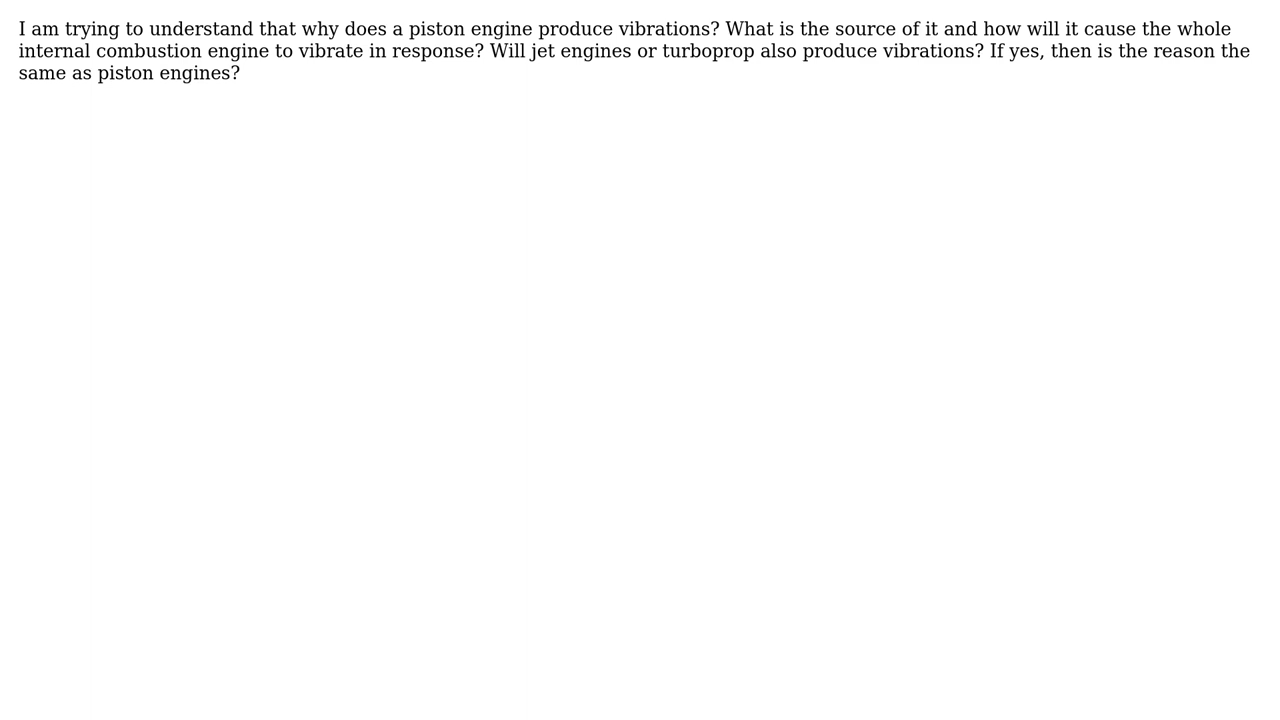 I am trying to understand that why does a piston engine produce vibrations? What is the source of it and how will it cause the whole
internal combustion engine to vibrate in response? Will jet engines or turboprop also produce vibrations? If yes, then is the reason the
same as piston engines?